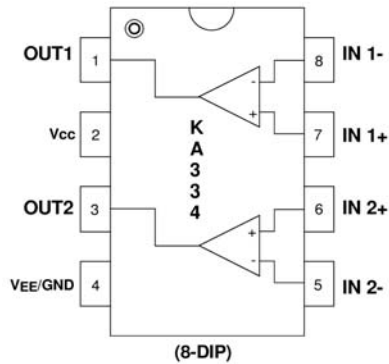 OUT1 1 - 8 IN 1-
Vcc 2 + 7 IN 1+
K
A
3
3
4
OUT2 3 + 6 IN 2+
VEE/GND 4 - 5 IN 2-
(8-DIP)